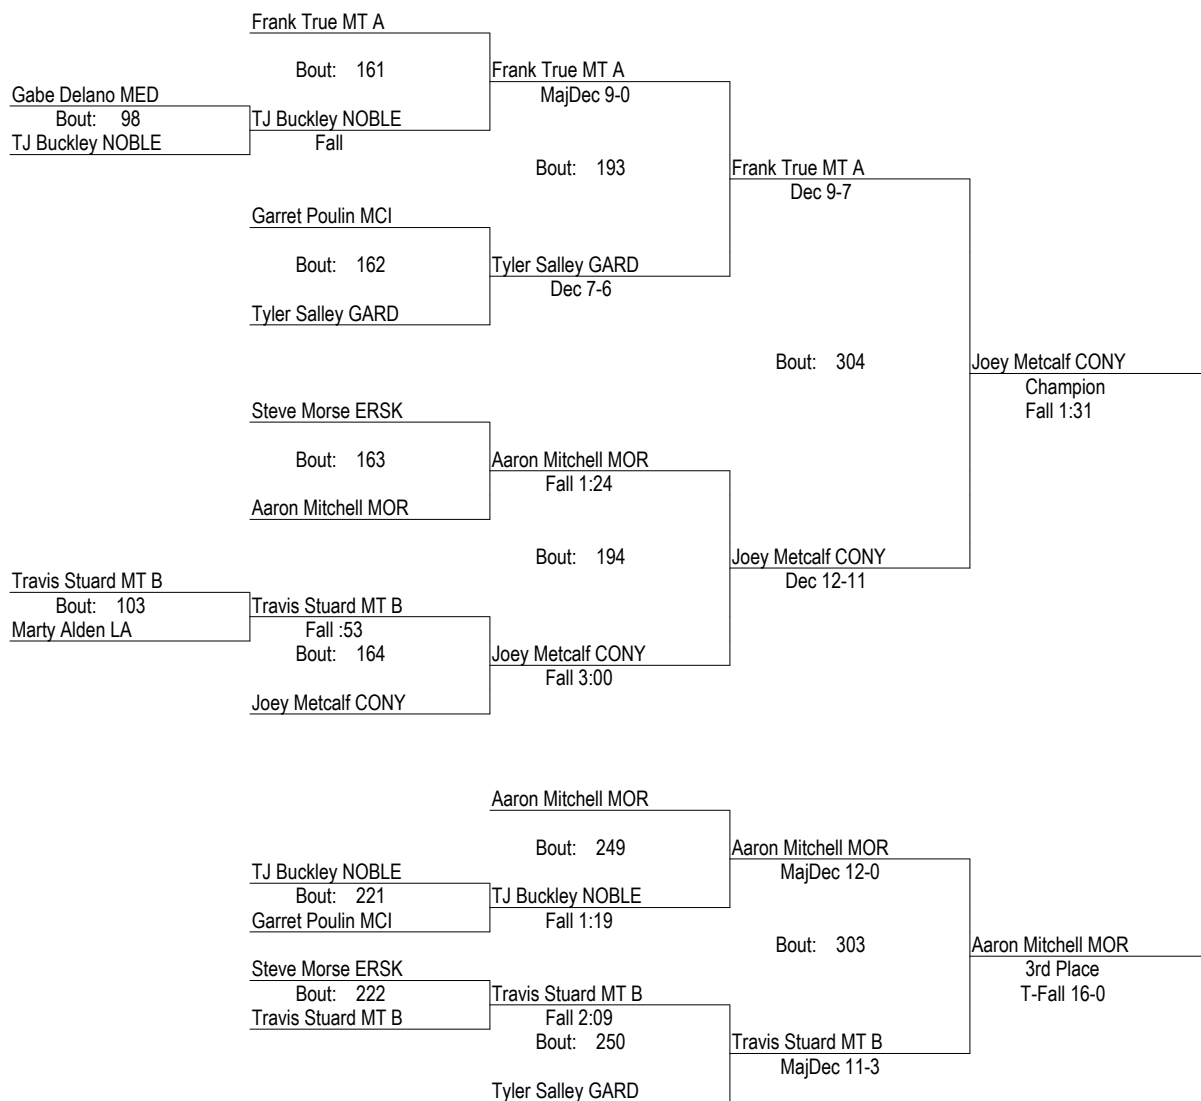 Frank True MT A
Bout: 161
Frank True MT A
Gabe Delano MED
MajDec 9-0
Bout: 98
TJ Buckley NOBLE
TJ Buckley NOBLE
Fall
Bout: 193
Frank True MT A
Dec 9-7
Garret Poulin MCI
Bout: 162
Tyler Salley GARD
Dec 7-6
Tyler Salley GARD
Bout: 304
Joey Metcalf CONY
Champion
Steve Morse ERSK
Fall 1:31
Bout: 163
Aaron Mitchell MOR
Fall 1:24
Aaron Mitchell MOR
Bout: 194
Joey Metcalf CONY
Travis Stuard MT B
Dec 12-11
Bout: 103
Travis Stuard MT B
Marty Alden LA
Fall :53
Bout: 164
Joey Metcalf CONY
Fall 3:00
Joey Metcalf CONY
Aaron Mitchell MOR
Bout: 249
Aaron Mitchell MOR
TJ Buckley NOBLE
MajDec 12-0
Bout: 221
TJ Buckley NOBLE
Garret Poulin MCI
Fall 1:19
Bout: 303
Aaron Mitchell MOR
Steve Morse ERSK
3rd Place
Bout: 222
Travis Stuard MT B
T-Fall 16-0
Travis Stuard MT B
Fall 2:09
Bout: 250
Travis Stuard MT B
MajDec 11-3
Tyler Salley GARD